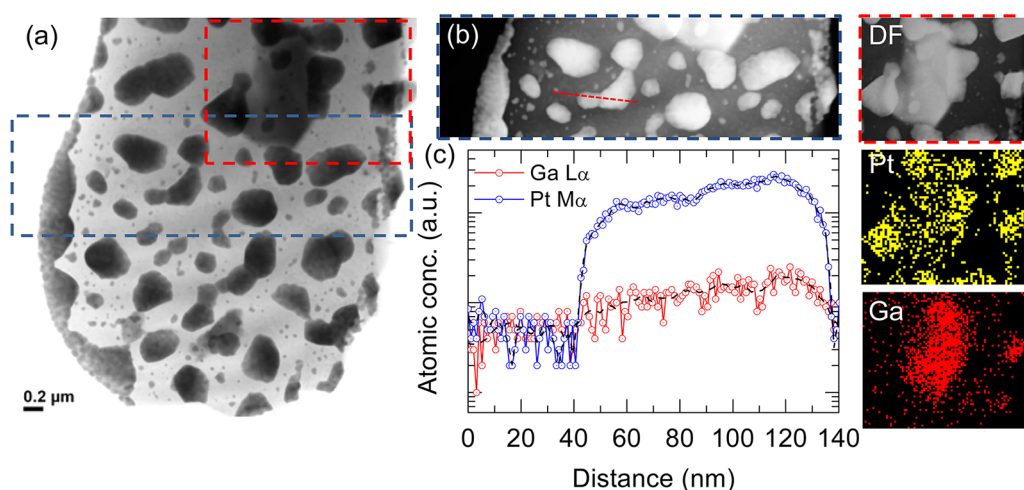 (a)
0.2 μm
(b)
(c)
Ga Lα
Pt Mα
Atomic conc. (a.u.)
0 20 40 60 80 100 120 140
Distance (nm)
DF
Pt
Ga